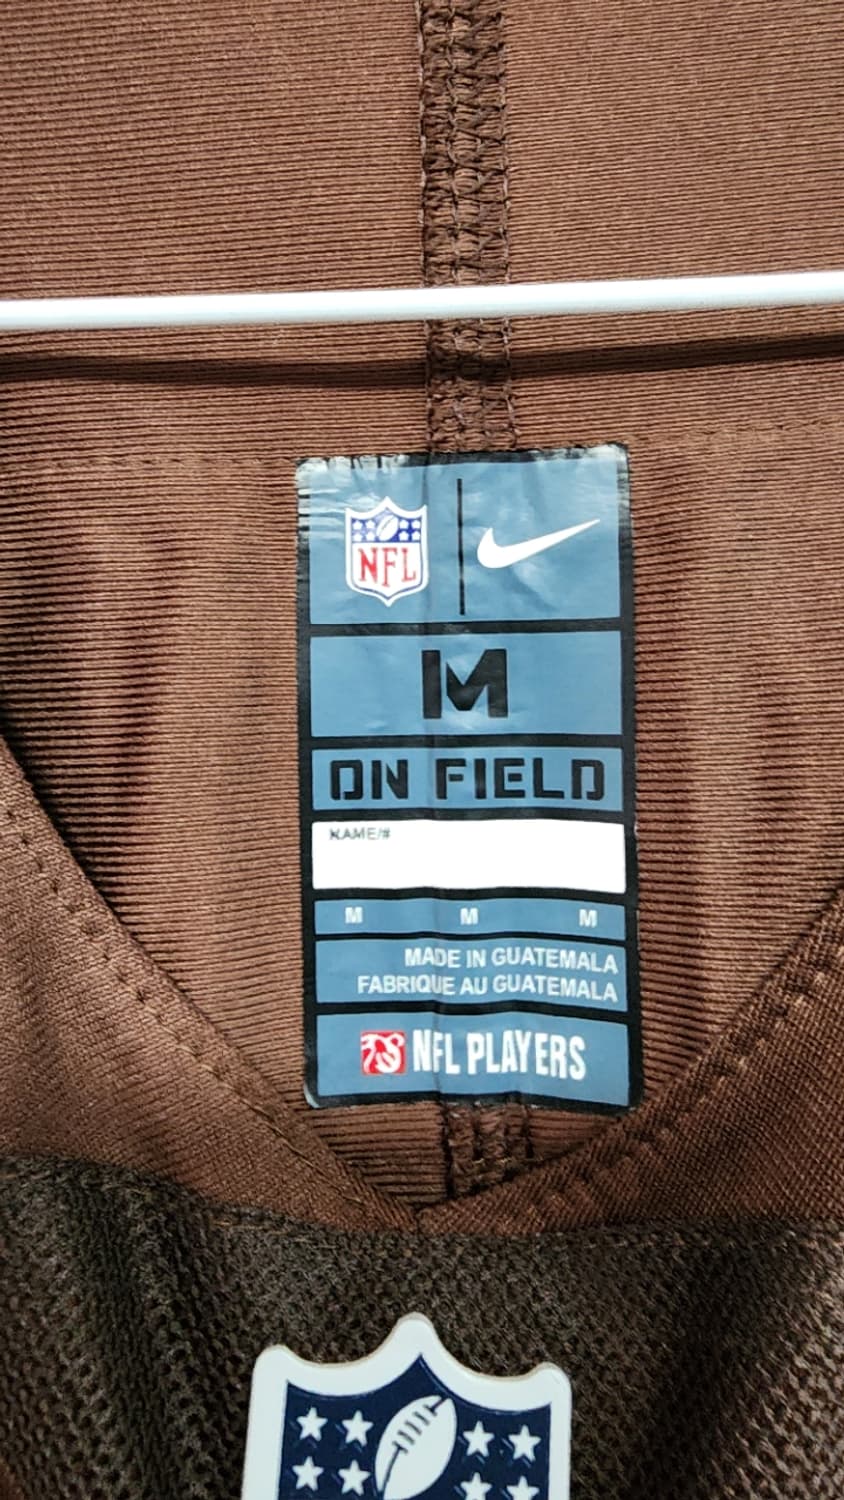 NFL
M
ON FIELD
NAME/#
M M M
MADE IN GUATEMALA
FABRIQUE AU GUATEMALA
NFL PLAYERS